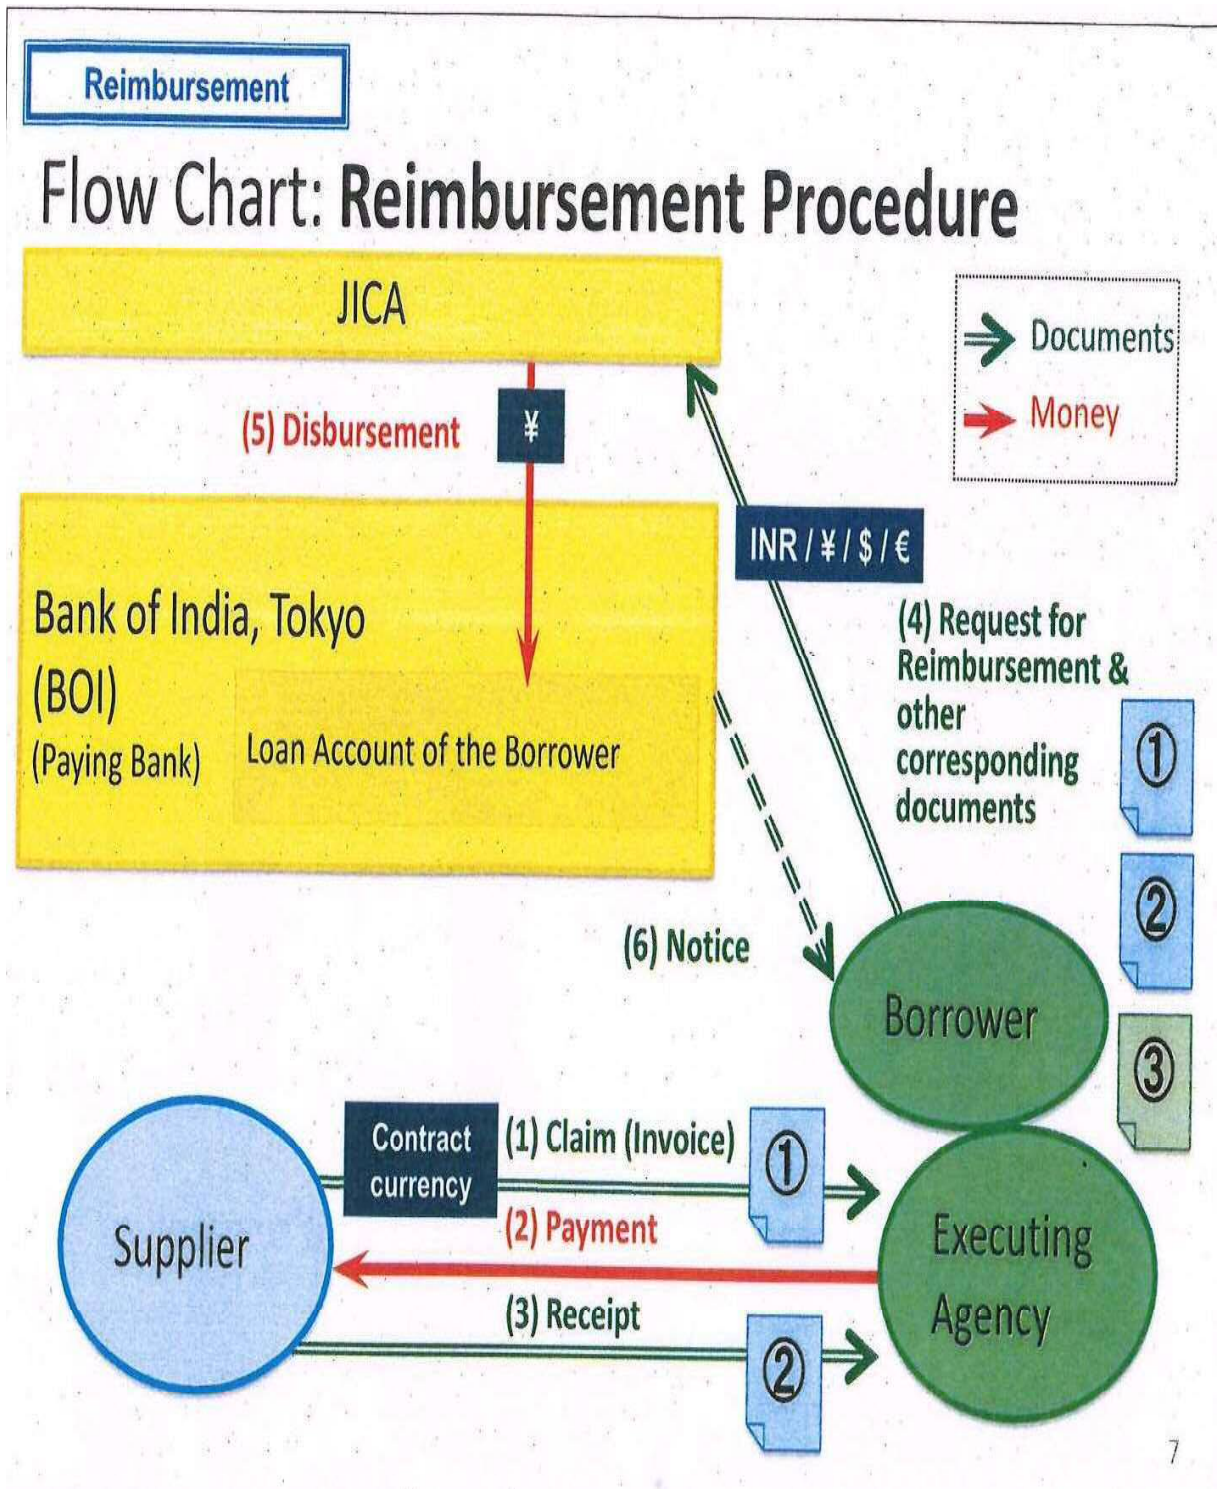 Reimbursement
Flow Chart: Reimbursement Procedure
JICA
Documents
Money
(5) Disbursement
¥
INR / ¥ / $ / €
Bank of India, Tokyo
(BOI)
(Paying Bank)
Loan Account of the Borrower
(4) Request for
Reimbursement &
other
corresponding
documents
①
②
③
(6) Notice
Borrower
Supplier
Contract
currency
(1) Claim (Invoice)
①
(2) Payment
(3) Receipt
②
Executing
Agency
7